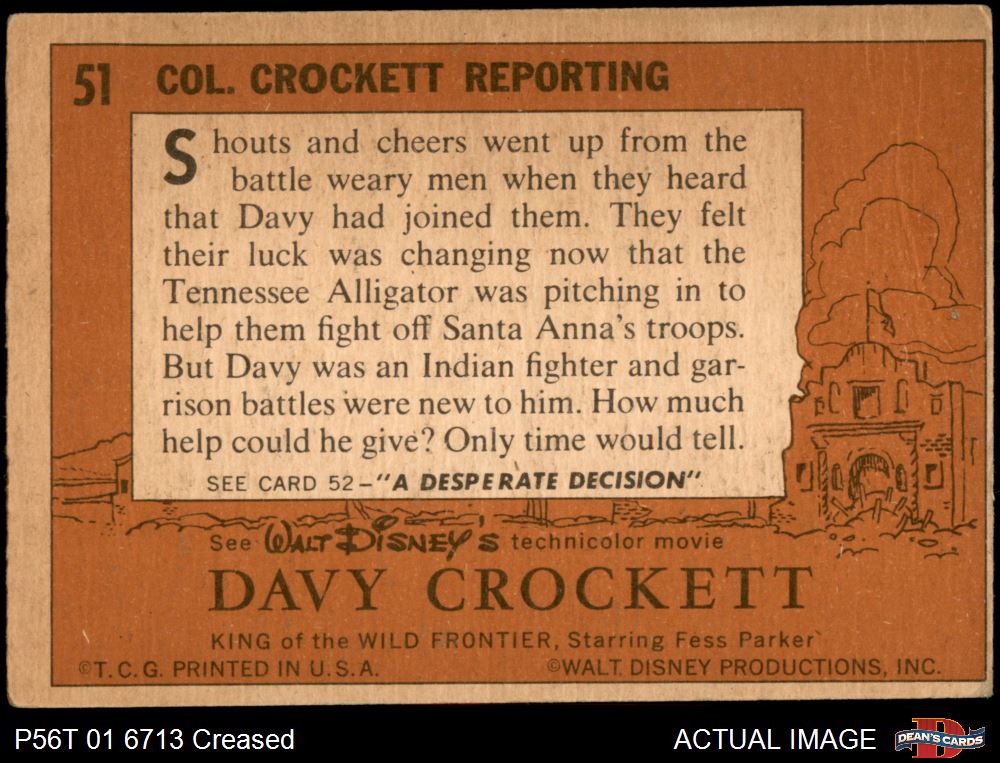 51 COL. CROCKETT REPORTING
Shouts and cheers went up from the
battle weary men when they heard
that Davy had joined them. They felt
their luck was changing now that the
Tennessee Alligator was pitching in to
help them fight off Santa Anna's troops.
But Davy was an Indian fighter and gar-
rison battles were new to him. How much
help could he give? Only time would tell.
SEE CARD 52–"A DESPERATE DECISION"
See WALT DISNEY'S technicolor movie
DAVY CROCKETT
KING of the WILD FRONTIER, Starring Fess Parker
©T.C.G. PRINTED IN U.S.A. ©WALT DISNEY PRODUCTIONS, INC.
P56T 01 6713 Creased ACTUAL IMAGE D DEAN'S CARDS